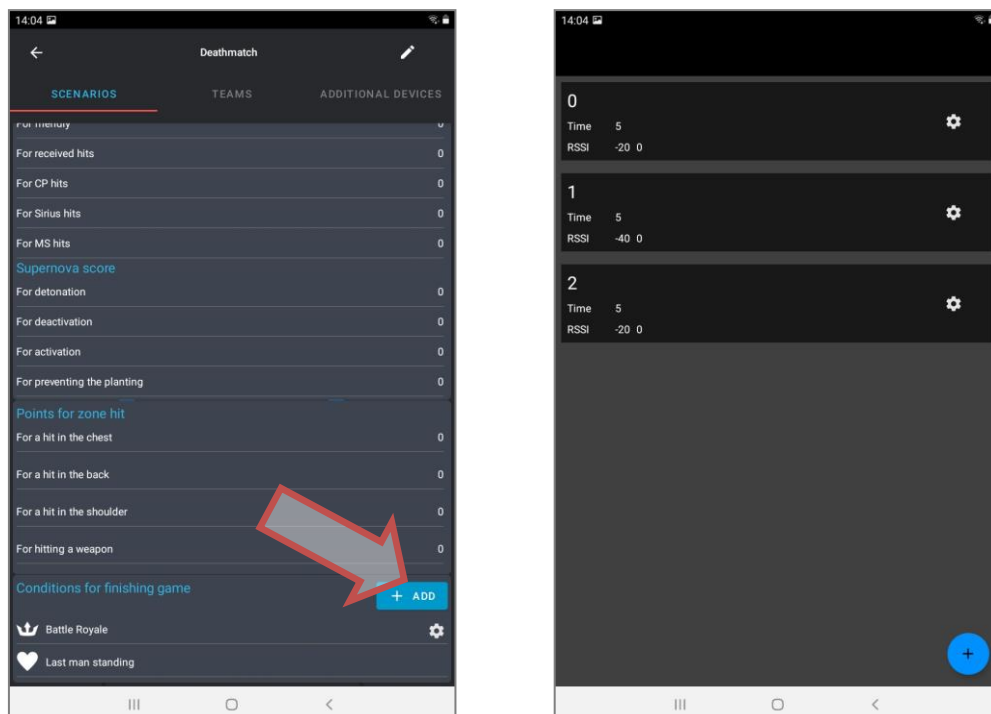 14:04
Deathmatch
SCENARIOS TEAMS ADDITIONAL DEVICES
For friendly 0
For received hits 0
For CP hits 0
For Sirius hits 0
For MS hits 0
Supernova score
For detonation 0
For deactivation 0
For activation 0
For preventing the planting 0
Points for zone hit
For a hit in the chest 0
For a hit in the back 0
For a hit in the shoulder 0
For hitting a weapon 0
Conditions for finishing game
+ ADD
Battle Royale
Last man standing
14:04
0
Time 5
RSSI -20 0
1
Time 5
RSSI -40 0
2
Time 5
RSSI -20 0
+